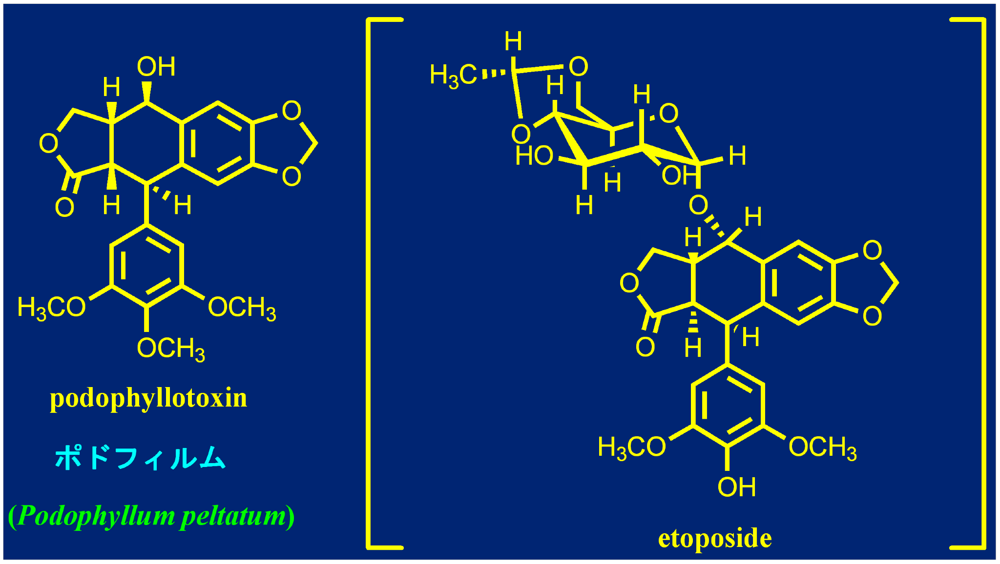 OH
H
O
O
O
O
H
H
H₃CO
OCH₃
OCH₃
podophyllotoxin
ポドフィルム
(Podophyllum peltatum)
H
H₃C
O
H
H
O
O
HO
H
OH
H
H
O
H
H
O
O
O
O
H
H
H₃CO
OCH₃
OH
etoposide